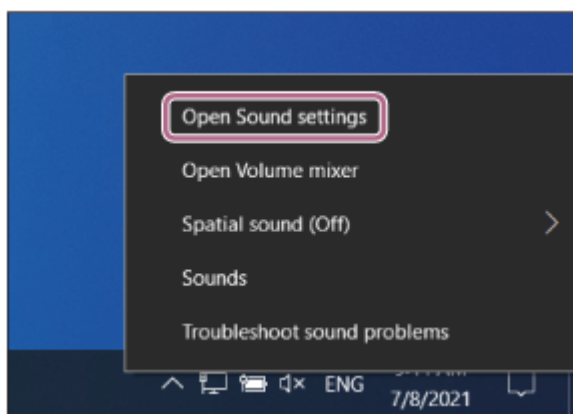 Open Sound settings
Open Volume mixer
Spatial sound (Off)
Sounds
Troubleshoot sound problems
ENG
7/8/2021